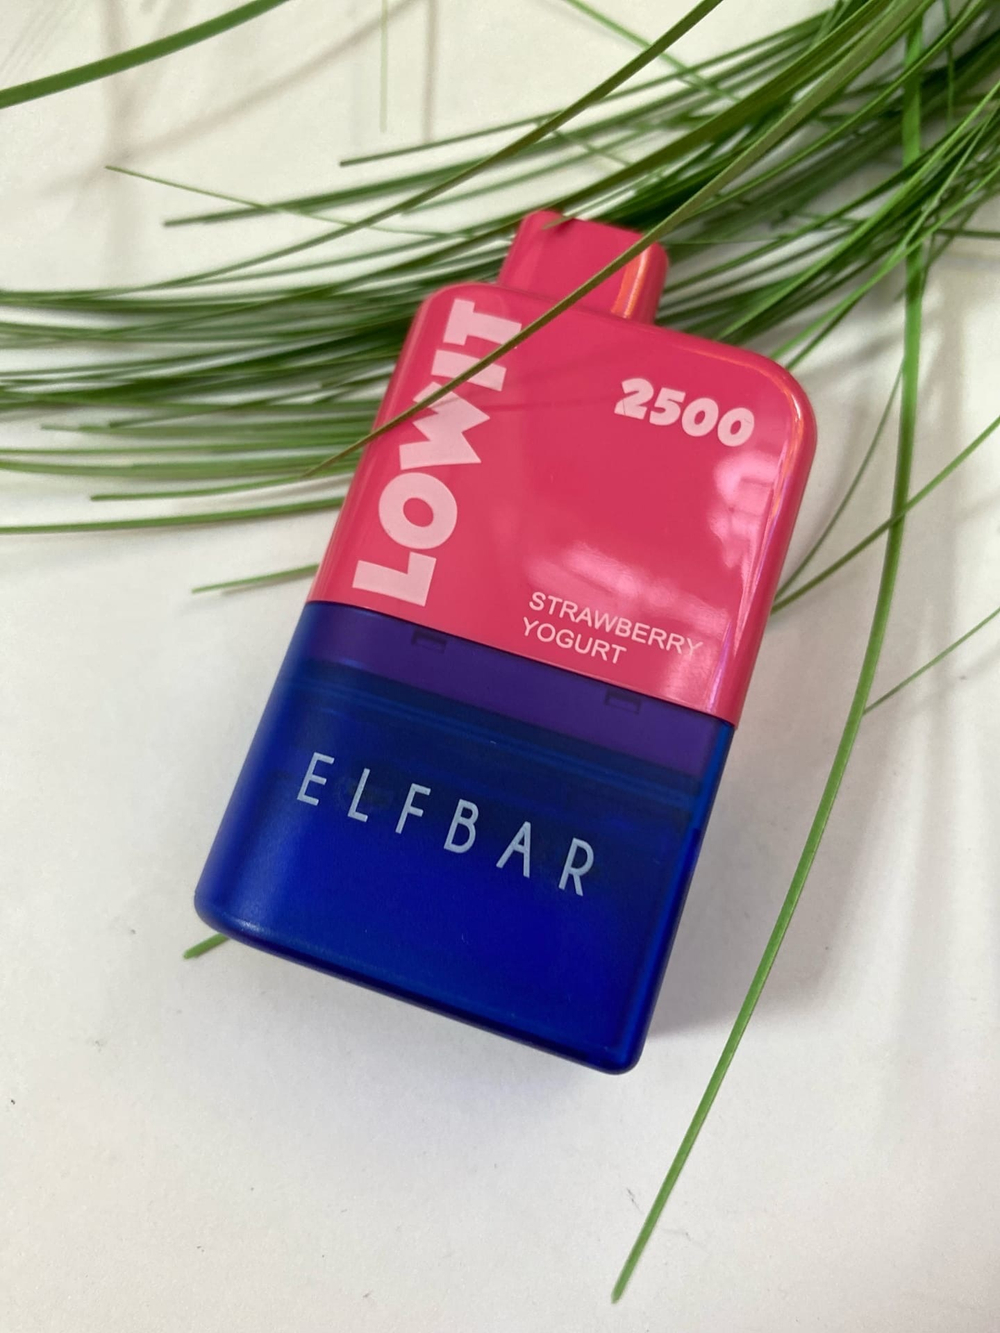 LOWIT
2500
STRAWBERRY
YOGURT
ELFBAR